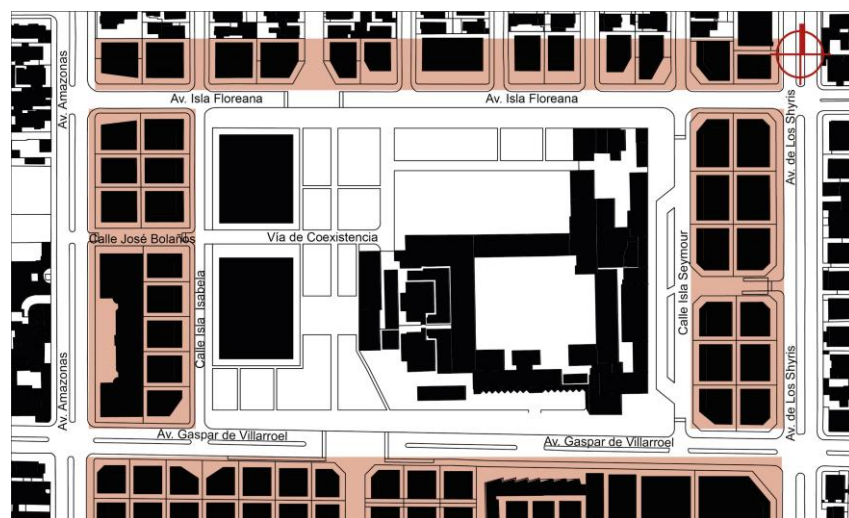 Av. Amazonas
Av. Isla Floreana
Av. Isla Floreana
Av. de Los Shyris
Calle José Bolaños
Vía de Coexistencia
Calle Isla Isabela
Calle Isla Seymour
Av. Amazonas
Av. de Los Shyris
Av. Gaspar de Villarroel
Av. Gaspar de Villarroel